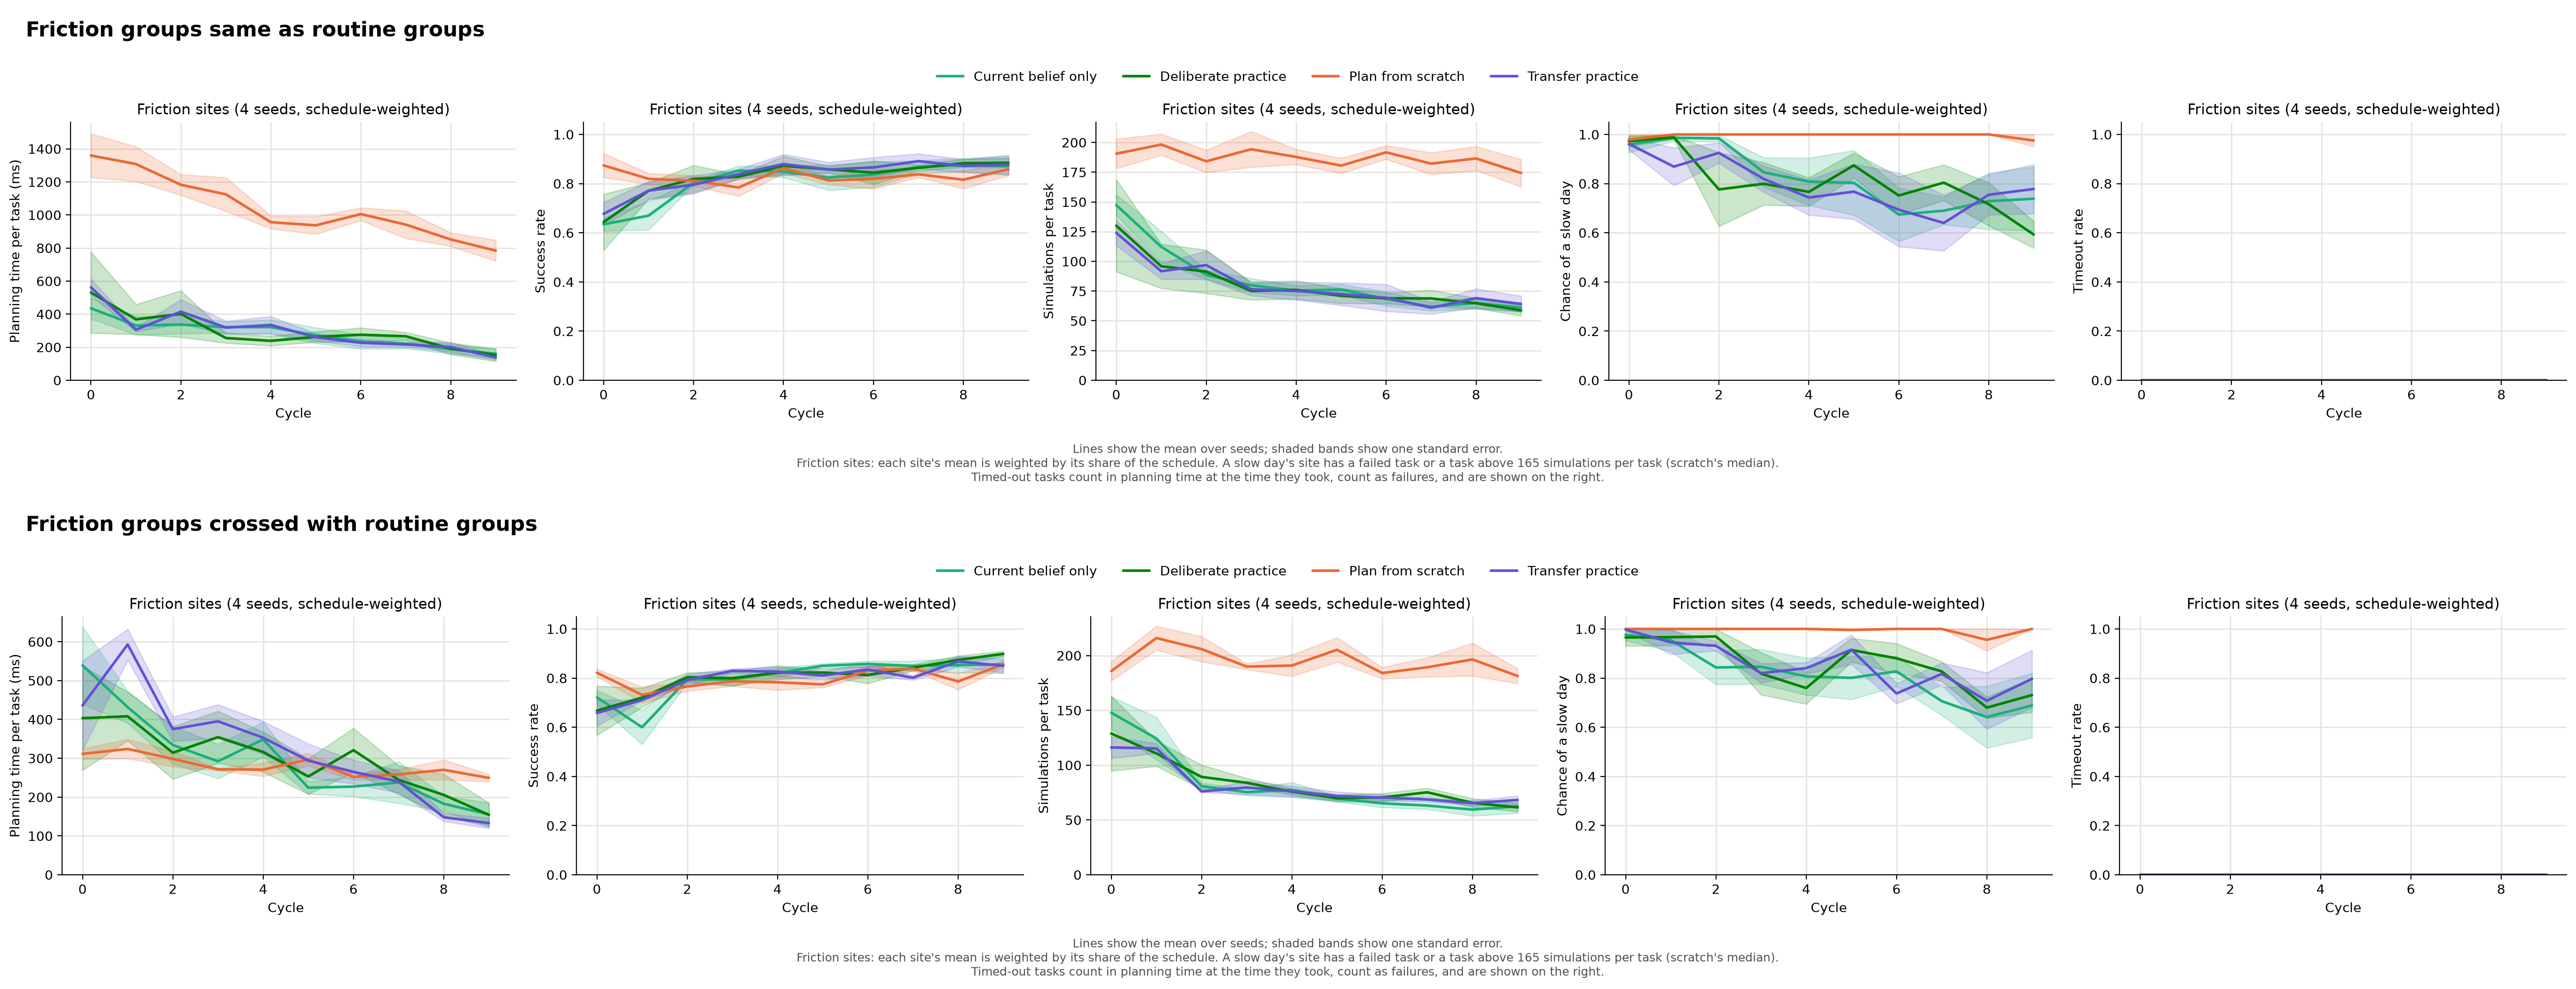 Friction groups same as routine groups
Current belief only
Deliberate practice
Plan from scratch
Transfer practice
Friction sites (4 seeds, schedule-weighted)
Planning time per task (ms)
1400
1200
1000
800
600
400
200
0
0 2 4 6 8
Cycle
Friction sites (4 seeds, schedule-weighted)
Success rate
1.0
0.8
0.6
0.4
0.2
0.0
0 2 4 6 8
Cycle
Friction sites (4 seeds, schedule-weighted)
Simulations per task
200
175
150
125
100
75
50
25
0
0 2 4 6 8
Cycle
Friction sites (4 seeds, schedule-weighted)
Chance of a slow day
1.0
0.8
0.6
0.4
0.2
0.0
0 2 4 6 8
Cycle
Friction sites (4 seeds, schedule-weighted)
Timeout rate
1.0
0.8
0.6
0.4
0.2
0.0
0 2 4 6 8
Cycle
Lines show the mean over seeds; shaded bands show one standard error.
Friction sites: each site's mean is weighted by its share of the schedule. A slow day's site has a failed task or a task above 165 simulations per task (scratch's median).
Timed-out tasks count in planning time at the time they took, count as failures, and are shown on the right.
Friction groups crossed with routine groups
Current belief only
Deliberate practice
Plan from scratch
Transfer practice
Friction sites (4 seeds, schedule-weighted)
Planning time per task (ms)
600
500
400
300
200
100
0
0 2 4 6 8
Cycle
Friction sites (4 seeds, schedule-weighted)
Success rate
1.0
0.8
0.6
0.4
0.2
0.0
0 2 4 6 8
Cycle
Friction sites (4 seeds, schedule-weighted)
Simulations per task
200
150
100
50
0
0 2 4 6 8
Cycle
Friction sites (4 seeds, schedule-weighted)
Chance of a slow day
1.0
0.8
0.6
0.4
0.2
0.0
0 2 4 6 8
Cycle
Friction sites (4 seeds, schedule-weighted)
Timeout rate
1.0
0.8
0.6
0.4
0.2
0.0
0 2 4 6 8
Cycle
Lines show the mean over seeds; shaded bands show one standard error.
Friction sites: each site's mean is weighted by its share of the schedule. A slow day's site has a failed task or a task above 165 simulations per task (scratch's median).
Timed-out tasks count in planning time at the time they took, count as failures, and are shown on the right.